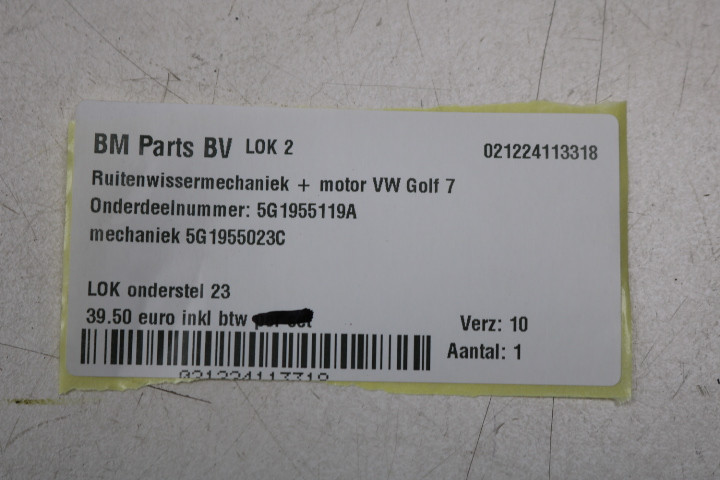 BM Parts BV LOK 2 021224113318
Ruitenwissermechaniek + motor VW Golf 7
Onderdeelnummer: 5G1955119A
mechaniek 5G1955023C
LOK onderstel 23
39.50 euro inkl btw
Verz: 10
Aantal: 1
021224113318